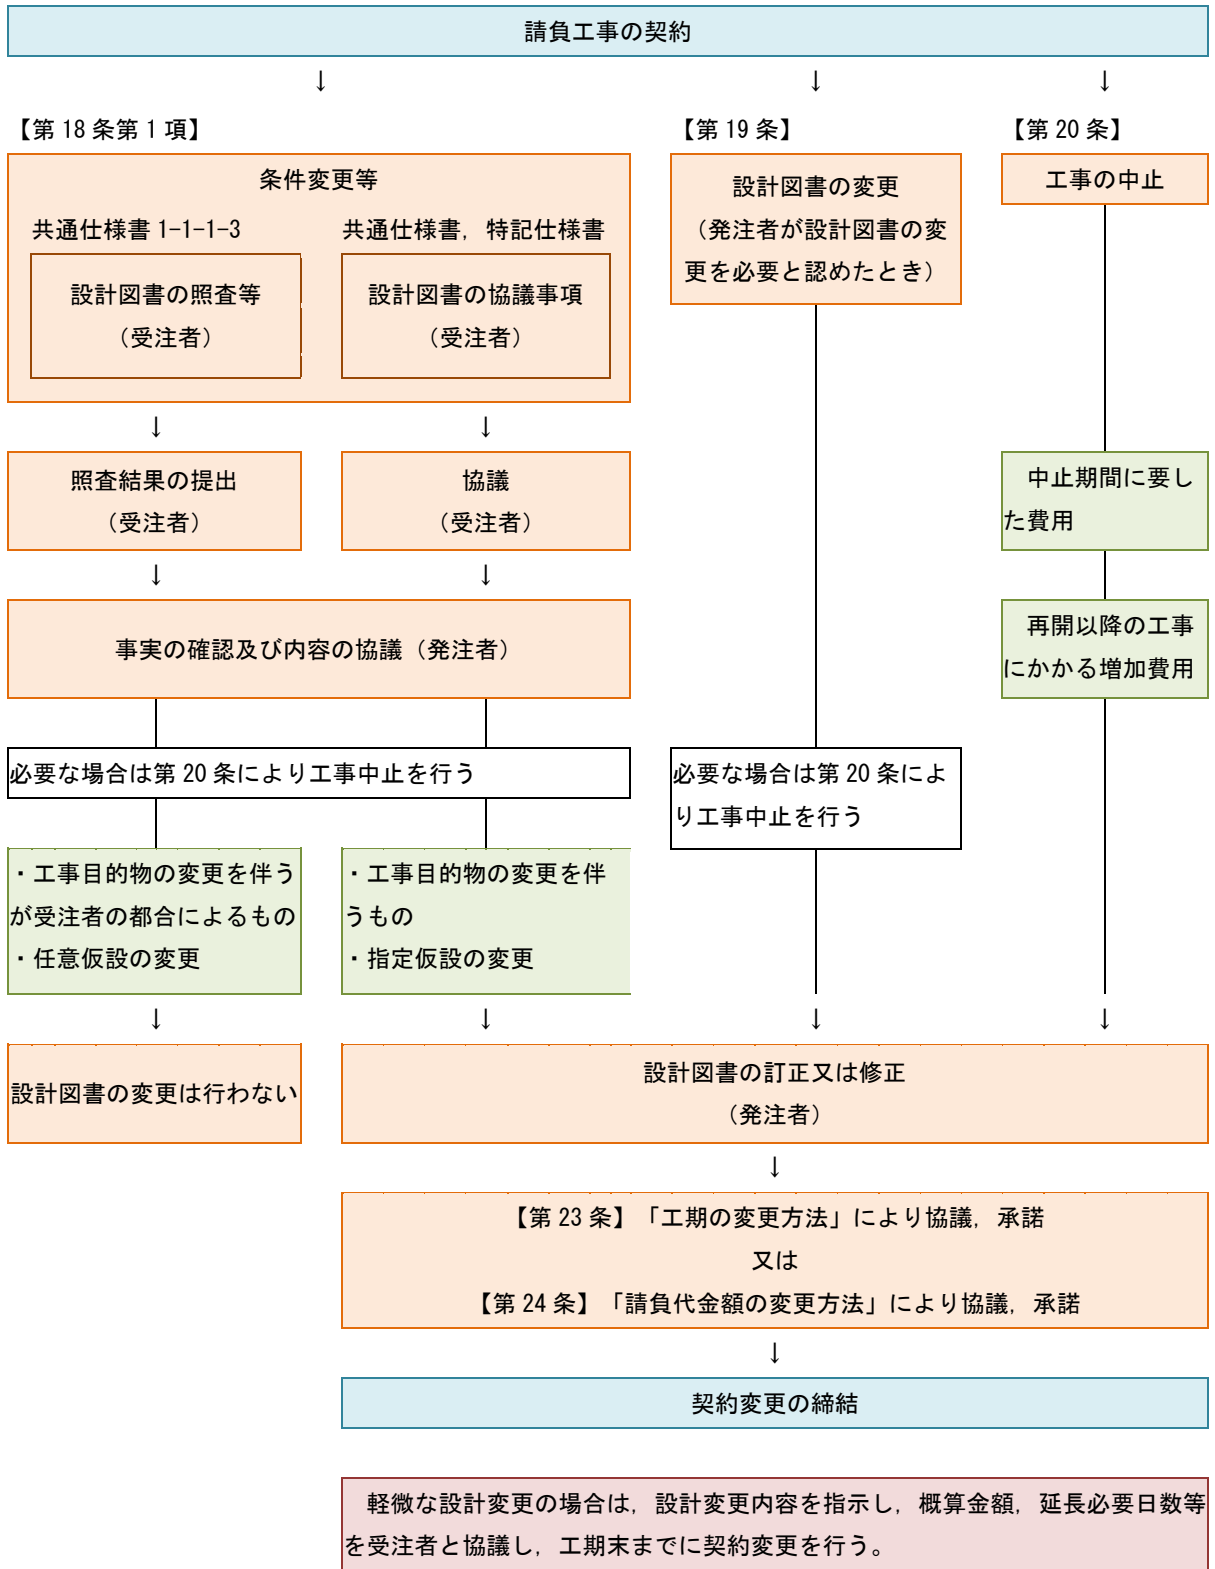 請負工事の契約
↓ ↓ ↓
【第 18 条第 1 項】
条件変更等
共通仕様書 1-1-1-3
設計図書の照査等
（受注者）
共通仕様書，特記仕様書
設計図書の協議事項
（受注者）
↓ ↓
照査結果の提出
（受注者）
協議
（受注者）
↓ ↓
事実の確認及び内容の協議（発注者）
必要な場合は第 20 条により工事中止を行う
・工事目的物の変更を伴う
が受注者の都合によるもの
・任意仮設の変更
・工事目的物の変更を伴
うもの
・指定仮設の変更
【第 19 条】
設計図書の変更
（発注者が設計図書の変
更を必要と認めたとき）
必要な場合は第 20 条によ
り工事中止を行う
【第 20 条】
工事の中止
中止期間に要し
た費用
再開以降の工事
にかかる増加費用
↓ ↓ ↓ ↓
設計図書の変更は行わない
設計図書の訂正又は修正
（発注者）
↓
【第 23 条】「工期の変更方法」により協議，承諾
又は
【第 24 条】「請負代金額の変更方法」により協議，承諾
↓
契約変更の締結
軽微な設計変更の場合は，設計変更内容を指示し，概算金額，延長必要日数等
を受注者と協議し，工期末までに契約変更を行う。